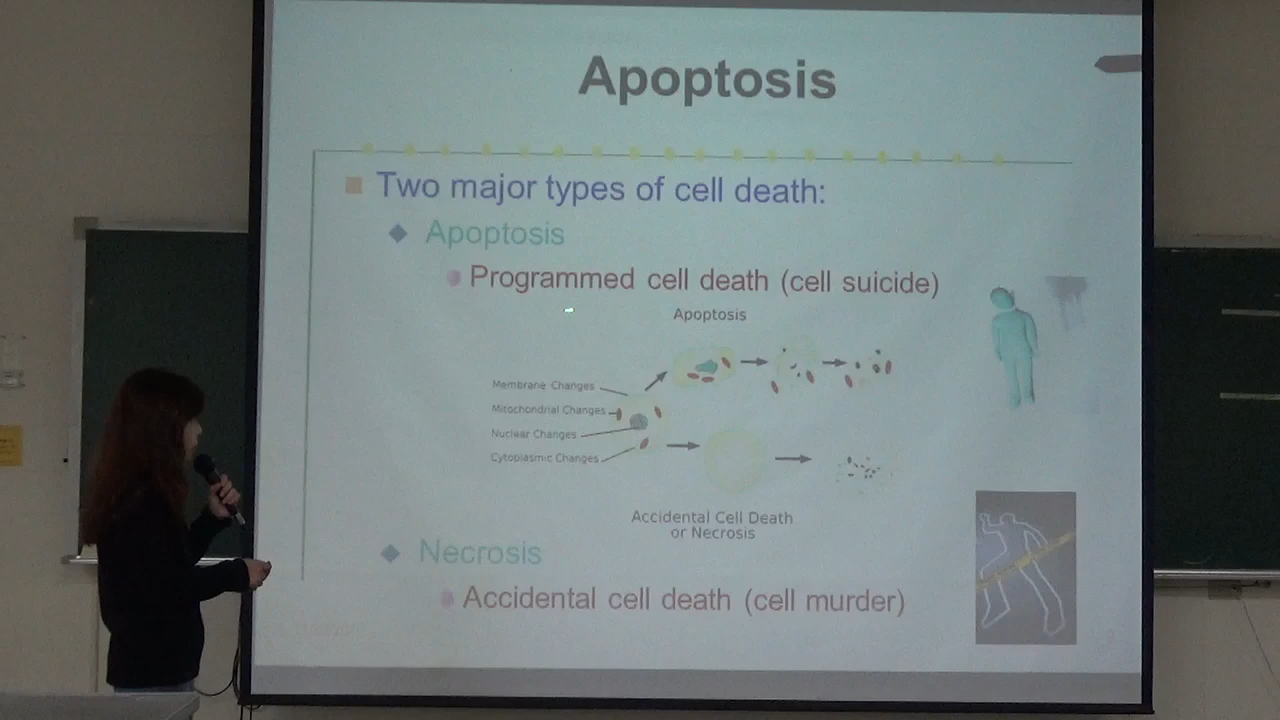 Apoptosis
Two major types of cell death:
Apoptosis
Programmed cell death (cell suicide)
Apoptosis
Membrane Changes
Mitochondrial Changes
Nuclear Changes
Cytoplasmic Changes
Accidental Cell Death
or Necrosis
Necrosis
Accidental cell death (cell murder)